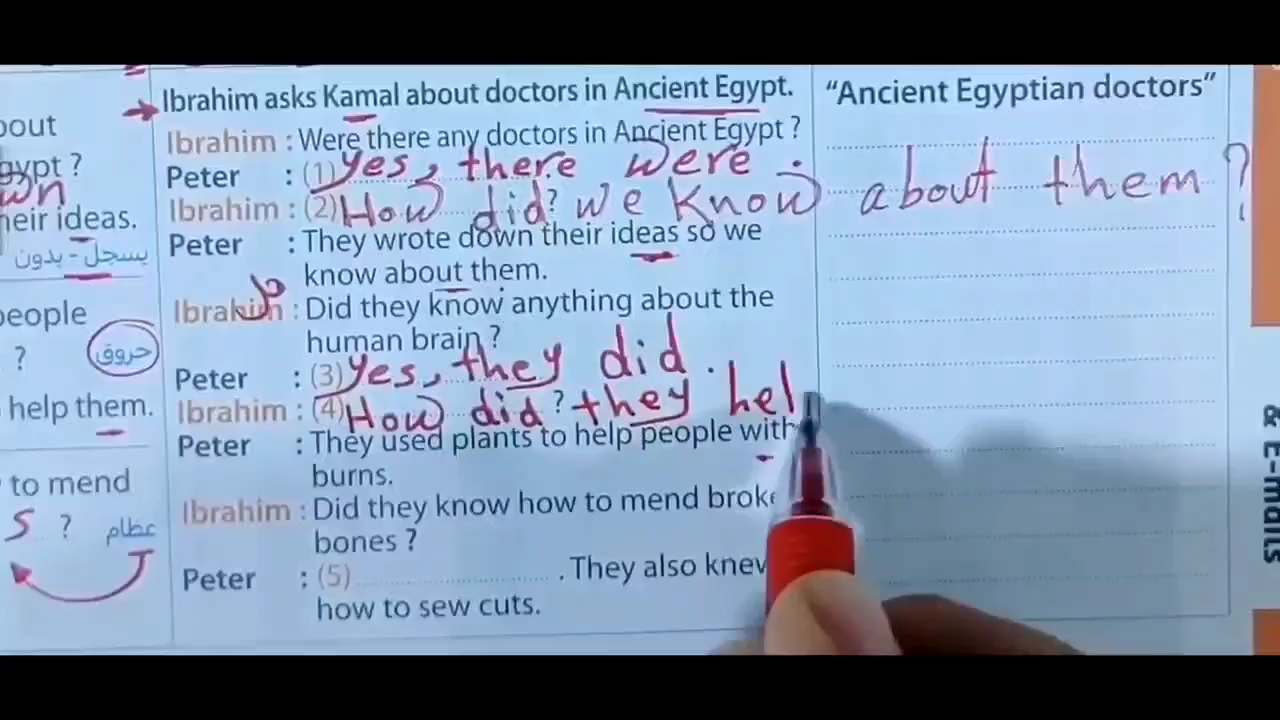 bout
gypt ?
wn
heir ideas.
يسجل - يدون
people
? حروق
help them.
to mend
s ? عظام
Ibrahim asks Kamal about doctors in Ancient Egypt.
Ibrahim : Were there any doctors in Ancient Egypt ?
Peter : (1) Yes, there were .
Ibrahim : (2) How did ? we know about them ?
Peter : They wrote down their ideas so we
know about them.
Ibrahim : Did they know anything about the
human brain ?
Peter : (3) Yes, they did .
Ibrahim : (4) How did ? they hel
Peter : They used plants to help people with
burns.
Ibrahim : Did they know how to mend broke
bones ?
Peter : (5) . They also knew
how to sew cuts.
“Ancient Egyptian doctors”
& E-mails